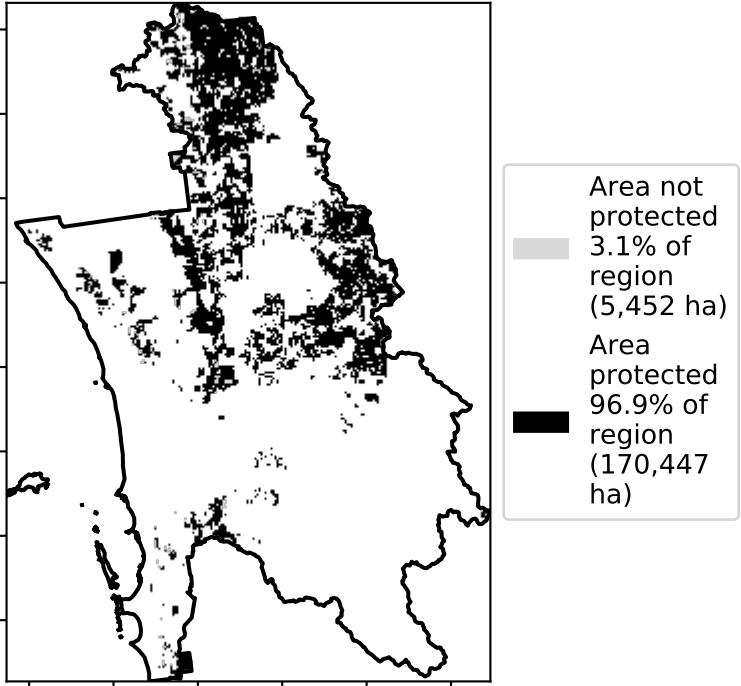 Area not
protected
3.1% of
region
(5,452 ha)
Area
protected
96.9% of
region
(170,447
ha)